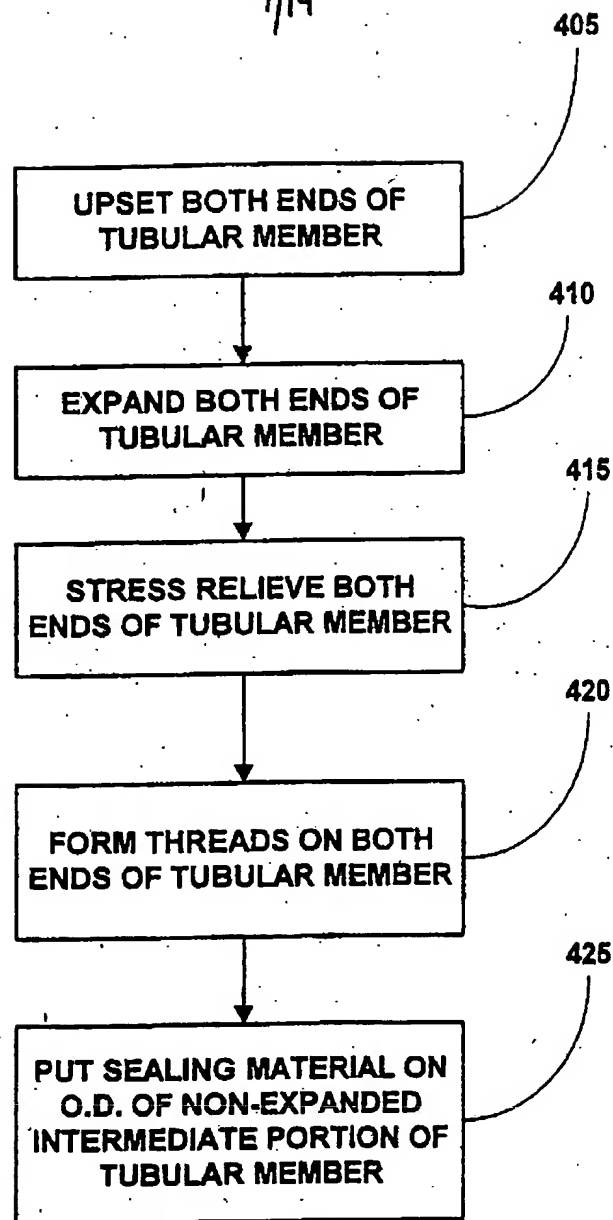 7/19
405
UPSET BOTH ENDS OF
TUBULAR MEMBER
410
EXPAND BOTH ENDS OF
TUBULAR MEMBER
415
STRESS RELIEVE BOTH
ENDS OF TUBULAR MEMBER
420
FORM THREADS ON BOTH
ENDS OF TUBULAR MEMBER
425
PUT SEALING MATERIAL ON
O.D. OF NON-EXPANDED
INTERMEDIATE PORTION OF
TUBULAR MEMBER